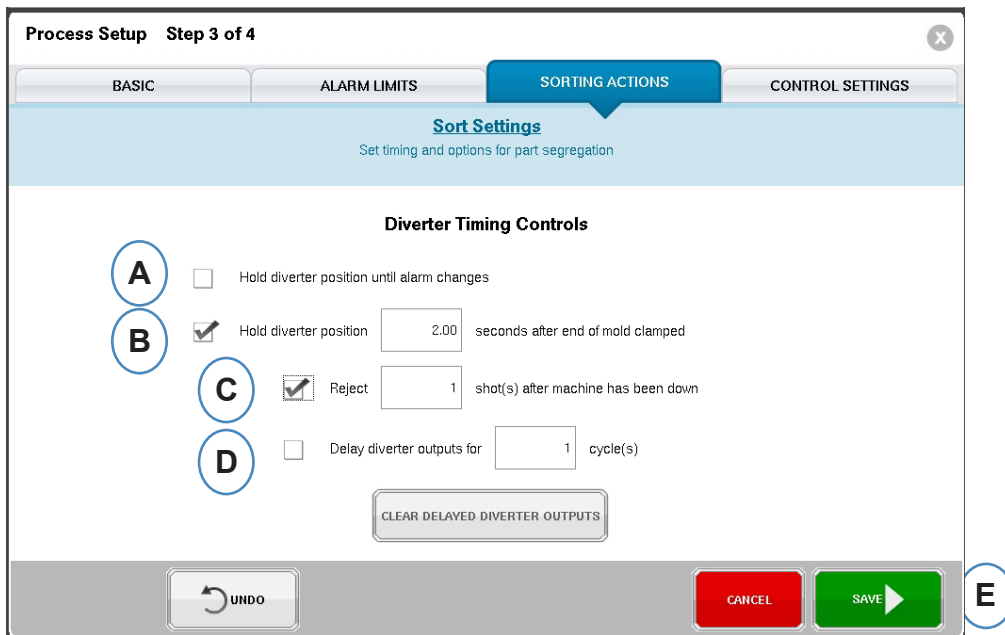 Process Setup Step 3 of 4
X
BASIC ALARM LIMITS SORTING ACTIONS CONTROL SETTINGS
Sort Settings
Set timing and options for part segregation
Diverter Timing Controls
A Hold diverter position until alarm changes
B Hold diverter position 2.00 seconds after end of mold clamped
C Reject 1 shot(s) after machine has been down
D Delay diverter outputs for 1 cycle(s)
CLEAR DELAYED DIVERTER OUTPUTS
UNDO CANCEL SAVE E